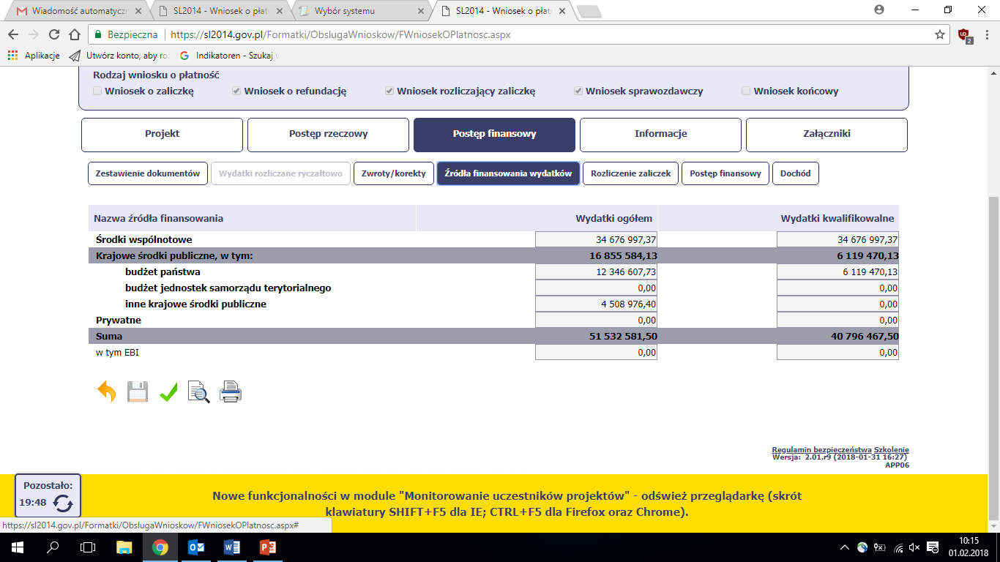 Wiadomość automatyczn
SL2014 - Wniosek o płat
Wybór systemu
SL2014 - Wniosek o płat
Bezpieczna https://sl2014.gov.pl/Formatki/ObslugaWnioskow/FWniosekOPlatnosc.aspx
2
Aplikacje Utwórz konto, aby ro Indikatoren - Szukaj w
Rodzaj wniosku o płatność
Wniosek o zaliczkę Wniosek o refundację Wniosek rozliczający zaliczkę Wniosek sprawozdawczy Wniosek końcowy
Projekt Postęp rzeczowy Postęp finansowy Informacje Załączniki
Zestawienie dokumentów Wydatki rozliczane ryczałtowo Zwroty/korekty Źródła finansowania wydatków Rozliczenie zaliczek Postęp finansowy Dochód
Nazwa źródła finansowania Wydatki ogółem Wydatki kwalifikowalne
Środki wspólnotowe 34 676 997,37 34 676 997,37
Krajowe środki publiczne, w tym: 16 855 584,13 6 119 470,13
budżet państwa 12 346 607,73 6 119 470,13
budżet jednostek samorządu terytorialnego 0,00 0,00
inne krajowe środki publiczne 4 508 976,40 0,00
Prywatne 0,00 0,00
Suma 51 532 581,50 40 796 467,50
w tym EBI 0,00 0,00
Regulamin bezpieczeństwa Szkolenie
Wersja: 2.01.r9 (2018-01-31 16:27)
APP06
Pozostało:
19:48
Nowe funkcjonalności w module "Monitorowanie uczestników projektów" - odśwież przeglądarkę (skrót
klawiatury SHIFT+F5 dla IE; CTRL+F5 dla Firefox oraz Chrome).
https://sl2014.gov.pl/Formatki/ObslugaWnioskow/FWniosekOPlatnosc.aspx#
10:15
01.02.2018